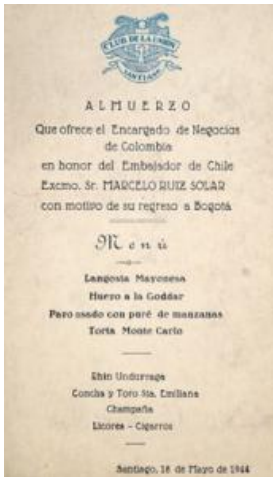 CLUB DE LA UNION
SANTIAGO
ALMUERZO
Que ofrece el Encargado de Negocios
de Colombia
en honor del Embajador de Chile
Excmo. Sr. MARCELO RUIZ SOLAR
con motivo de su regreso a Bogotá
Menú
Langosta Mayonesa
Huevo a la Goddar
Pavo asado con puré de manzanas
Torta Monte Carlo
Rhin Undurraga
Concha y Toro Sta. Emiliana
Champaña
Licores - Cigarros
Santiago, 18 de Mayo de 1944